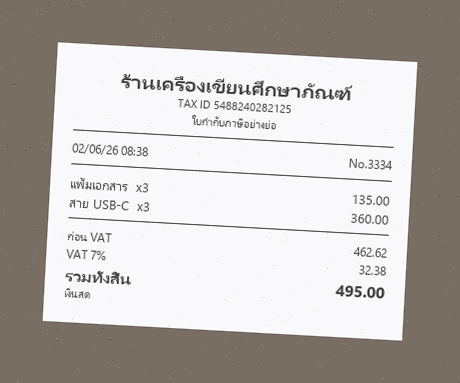 ร้านเครื่องเขียนศึกษาภัณฑ์
TAX ID 5488240282125
ใบกำกับภาษีอย่างย่อ
02/06/26 08:38 No.3334
แฟ้มเอกสาร x3 135.00
สาย USB-C x3 360.00
ก่อน VAT 462.62
VAT 7% 32.38
รวมทั้งสิ้น 495.00
เงินสด